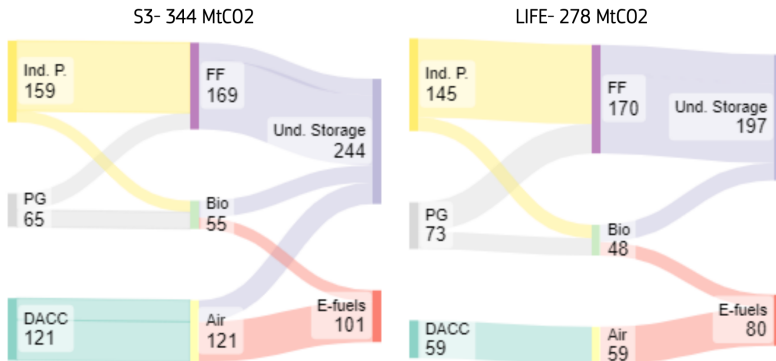 S3- 344 MtCO2
Ind. P.
159
FF
169
Und. Storage
244
PG
65
Bio
55
DACC
121
Air
121
E-fuels
101
LIFE- 278 MtCO2
Ind. P.
145
FF
170
Und. Storage
197
PG
73
Bio
48
DACC
59
Air
59
E-fuels
80